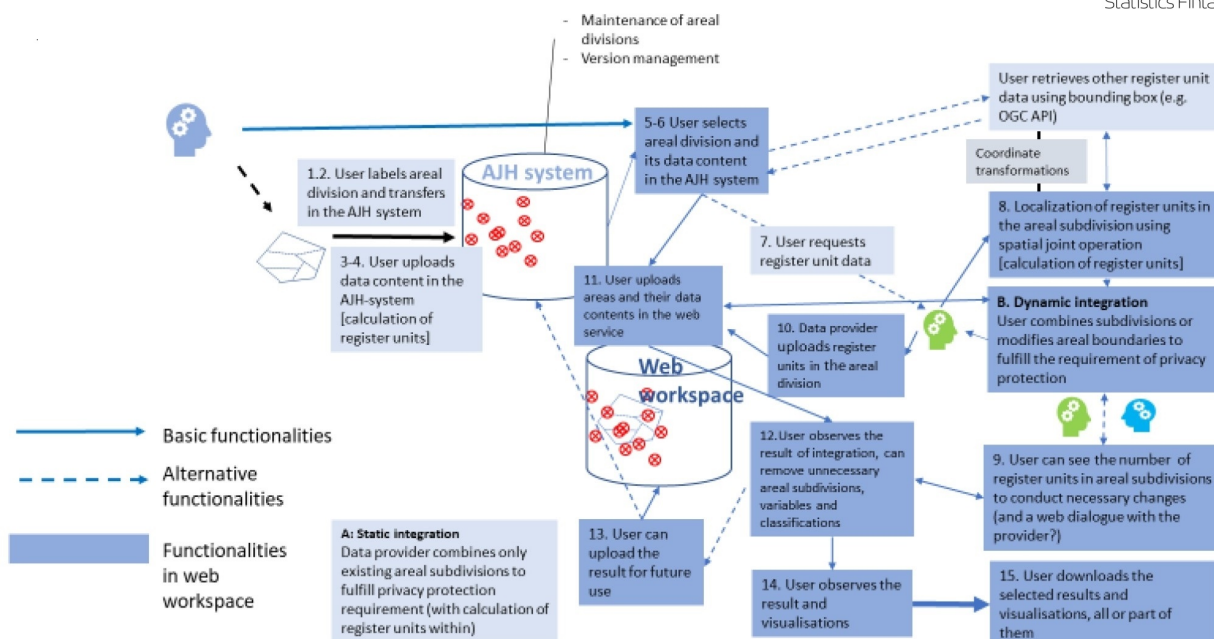 Statistics Finla
- Maintenance of areal
divisions
- Version management
User retrieves other register unit
data using bounding box (e.g.
OGC API)
5-6 User selects
areal division and
its data content
in the AJH system
AJH system
Coordinate
transformations
1.2. User labels areal
division and transfers
in the AJH system
8. Localization of register units in
the areal subdivision using
spatial joint operation
[calculation of register units]
7. User requests
register unit data
3-4. User uploads
data content in the
AJH-system
[calculation of
register units]
11. User uploads
areas and their data
contents in the web
service
B. Dynamic integration
User combines subdivisions or
modifies areal boundaries to
fulfill the requirement of privacy
protection
10. Data provider
uploads register
units in the areal
division
Web
workspace
Basic functionalities
Alternative
functionalities
Functionalities
in web
workspace
12.User observes the
result of integration, can
remove unnecessary
areal subdivisions,
variables and
classifications
9. User can see the number of
register units in areal subdivisions
to conduct necessary changes
(and a web dialogue with the
provider?)
A: Static integration
Data provider combines only
existing areal subdivisions to
fulfill privacy protection
requirement (with calculation of
register units within)
13. User can
upload the
result for future
use
14. User observes the
result and
visualisations
15. User downloads the
selected results and
visualisations, all or part of
them